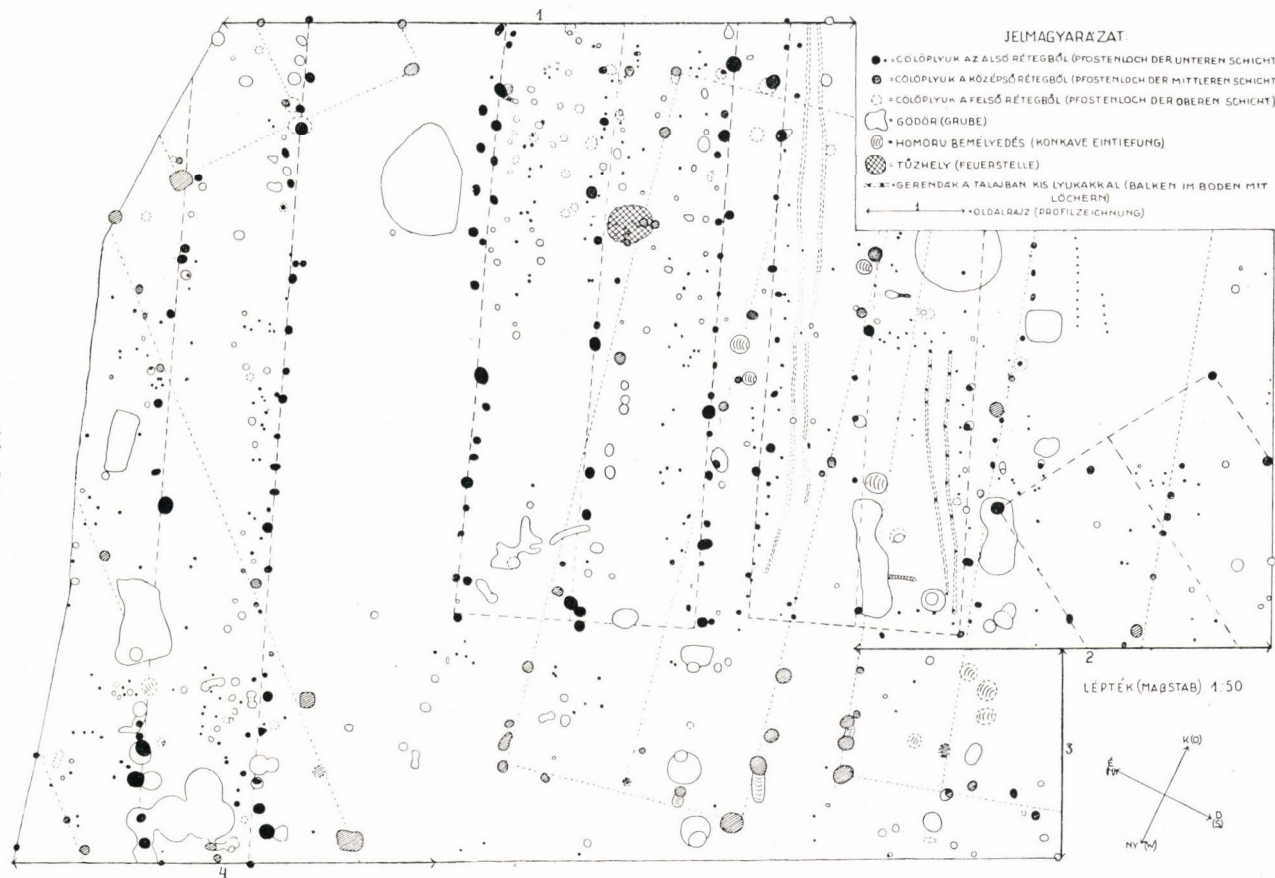 1
JELMAGYARÁZAT:
=CÖLÖPLYUK AZ ALSÓ RÉTEGBŐL (PFOSTENLOCH DER UNTEREN SCHICHT
=CÖLÖPLYUK A KÖZÉPSŐ RÉTEGBŐL (PFOSTENLOCH DER MITTLEREN SCHICHT
=CÖLÖPLYUK A FELSŐ RÉTEGBŐL (PFOSTENLOCH DER OBEREN SCHICHT)
=GÖDÖR (GRUBE)
=HOMORU BEMÉLYEDÉS (KONKAVE EINTIEFUNG)
=TŰZHELY (FEUERSTELLE)
=GERENDÁK A TALAJBAN KIS LYUKAKKAL (BALKEN IM BODEN MIT
LÖCHERN)
1 =OLDALRAJZ (PROFILZEICHNUNG)
2
LÉPTÉK (MAßSTAB) 1:50
3
K(O)
É
D
(S)
NY (W)
4